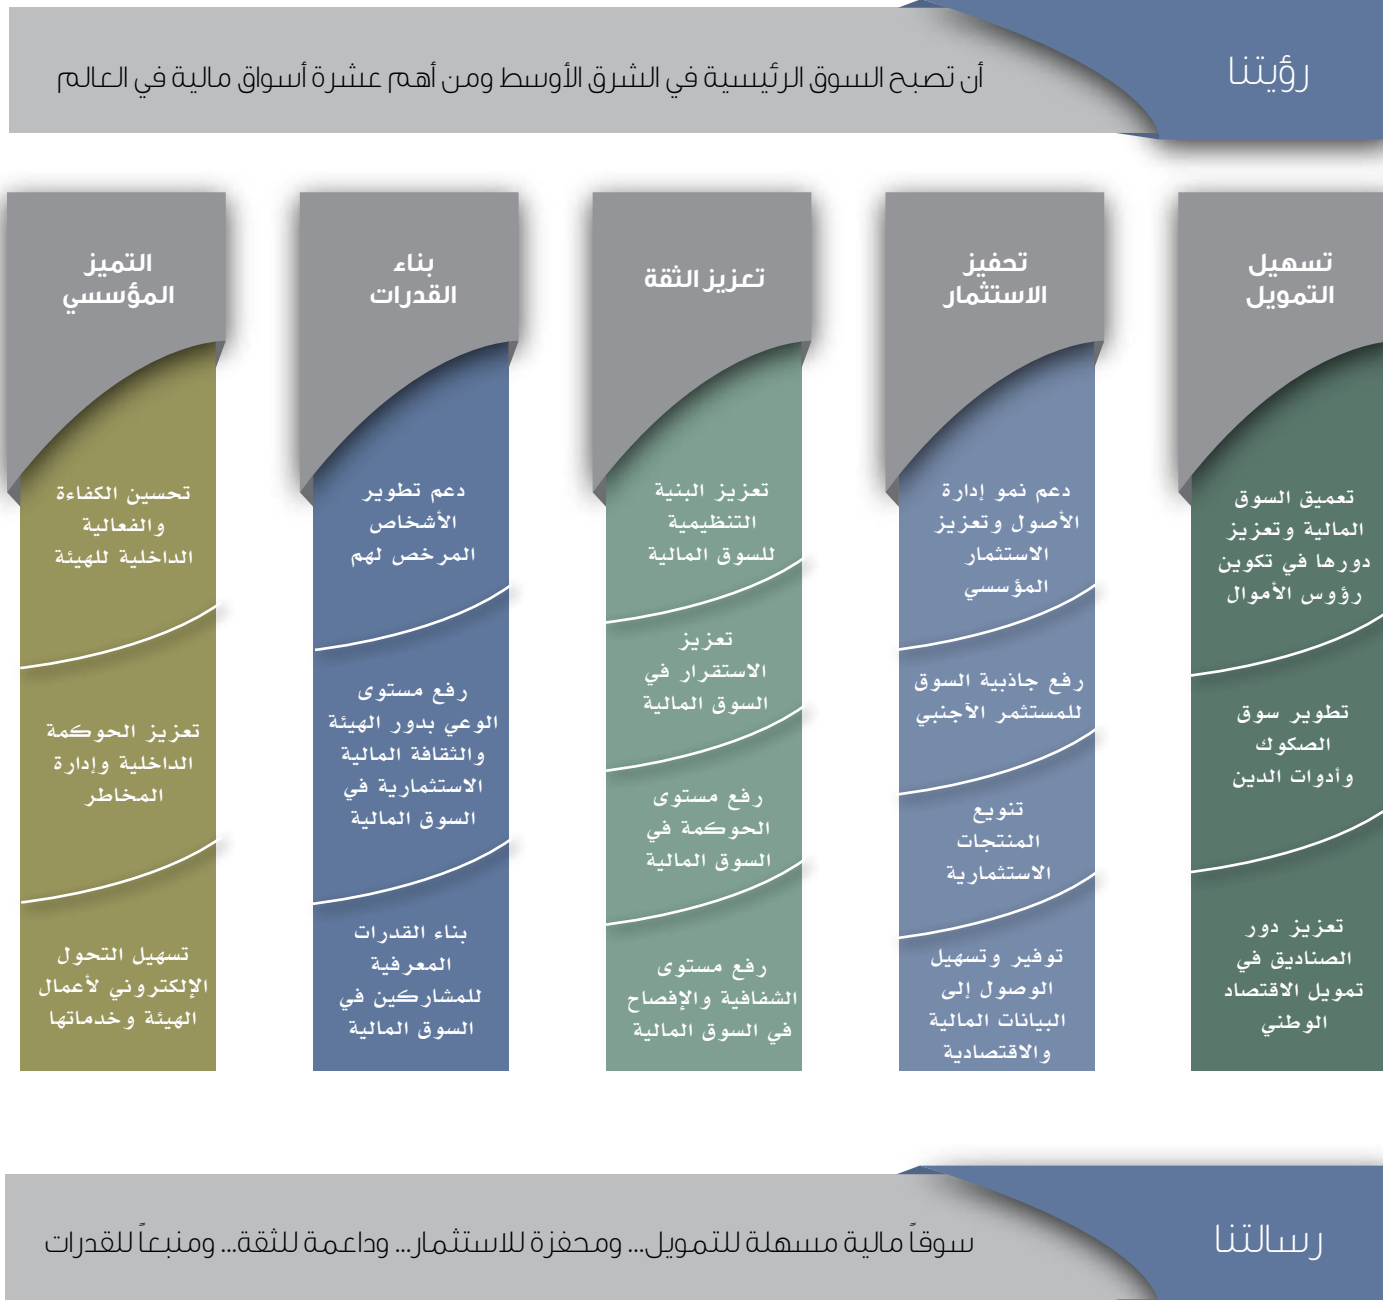 رؤيتنا
أن تصبح السوق الرئيسية في الشرق الأوسط ومن أهم عشرة أسواق مالية في العالم
تسهيل
التمويل
تعميق السوق
المالية وتعزيز
دورها في تكوين
رؤوس الأموال
تطوير سوق
الصكوك
وأدوات الدين
تعزيز دور
الصناديق في
تمويل الاقتصاد
الوطني
تحفيز
الاستثمار
دعم نمو إدارة
الأصول وتعزيز
الاستثمار
المؤسسي
رفع جاذبية السوق
للمستثمر الآجنبي
تنويع
المنتجات
الاستثمارية
توفير وتسهيل
الوصول إلى
البيانات المالية
والاقتصادية
تعزيز الثقة
تعزيز البنية
التنظيمية
للسوق المالية
تعزيز
الاستقرار في
السوق المالية
رفع مستوى
الحوكمة في
السوق المالية
رفع مستوى
الشفافية والإفصاح
في السوق المالية
بناء
القدرات
دعم تطوير
الأشخاص
المرخص لهم
رفع مستوى
الوعي بدور الهيئة
والثقافة المالية
الاستثمارية في
السوق المالية
بناء القدرات
المعرفية
للمشاركين في
السوق المالية
التميز
المؤسسي
تحسين الكفاءة
والفعالية
الداخلية للهيئة
تعزيز الحوكمة
الداخلية وإدارة
المخاطر
تسهيل التحول
الإلكتروني لأعمال
الهيئة وخدماتها
رسالتنا
سوقاً مالية مسهلة للتمويل... ومحفزة للاستثمار... وداعمة للثقة... ومنبعاً للقدرات